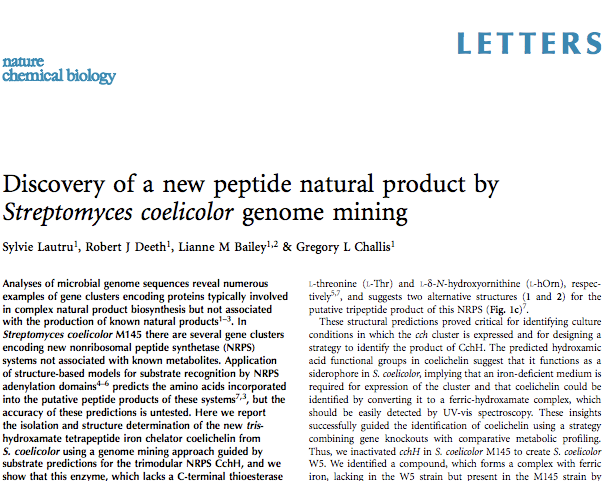 LETTERS
nature
chemical biology
Discovery of a new peptide natural product by
Streptomyces coelicolor genome mining
Sylvie Lautru¹, Robert J Deeth¹, Lianne M Bailey¹,² & Gregory L Challis¹
Analyses of microbial genome sequences reveal numerous
examples of gene clusters encoding proteins typically involved
in complex natural product biosynthesis but not associated
with the production of known natural products¹⁻³. In
Streptomyces coelicolor M145 there are several gene clusters
encoding new nonribosomal peptide synthetase (NRPS)
systems not associated with known metabolites. Application
of structure-based models for substrate recognition by NRPS
adenylation domains⁴⁻⁶ predicts the amino acids incorporated
into the putative peptide products of these systems⁷,³, but the
accuracy of these predictions is untested. Here we report
the isolation and structure determination of the new tris-
hydroxamate tetrapeptide iron chelator coelichelin from
S. coelicolor using a genome mining approach guided by
substrate predictions for the trimodular NRPS CchH, and we
show that this enzyme, which lacks a C-terminal thioesterase
L-threonine (L-Thr) and L-δ-N-hydroxyornithine (L-hOrn), respec-
tively⁵,⁷, and suggests two alternative structures (1 and 2) for the
putative tripeptide product of this NRPS (Fig. 1c)⁷.
These structural predictions proved critical for identifying culture
conditions in which the cch cluster is expressed and for designing a
strategy to identify the product of CchH. The predicted hydroxamic
acid functional groups in coelichelin suggest that it functions as a
siderophore in S. coelicolor, implying that an iron-deficient medium is
required for expression of the cluster and that coelichelin could be
identified by converting it to a ferric-hydroxamate complex, which
should be easily detected by UV-vis spectroscopy. These insights
successfully guided the identification of coelichelin using a strategy
combining gene knockouts with comparative metabolic profiling.
Thus, we inactivated cchH in S. coelicolor M145 to create S. coelicolor
W5. We identified a compound, which forms a complex with ferric
iron, lacking in the W5 strain but present in the M145 strain by